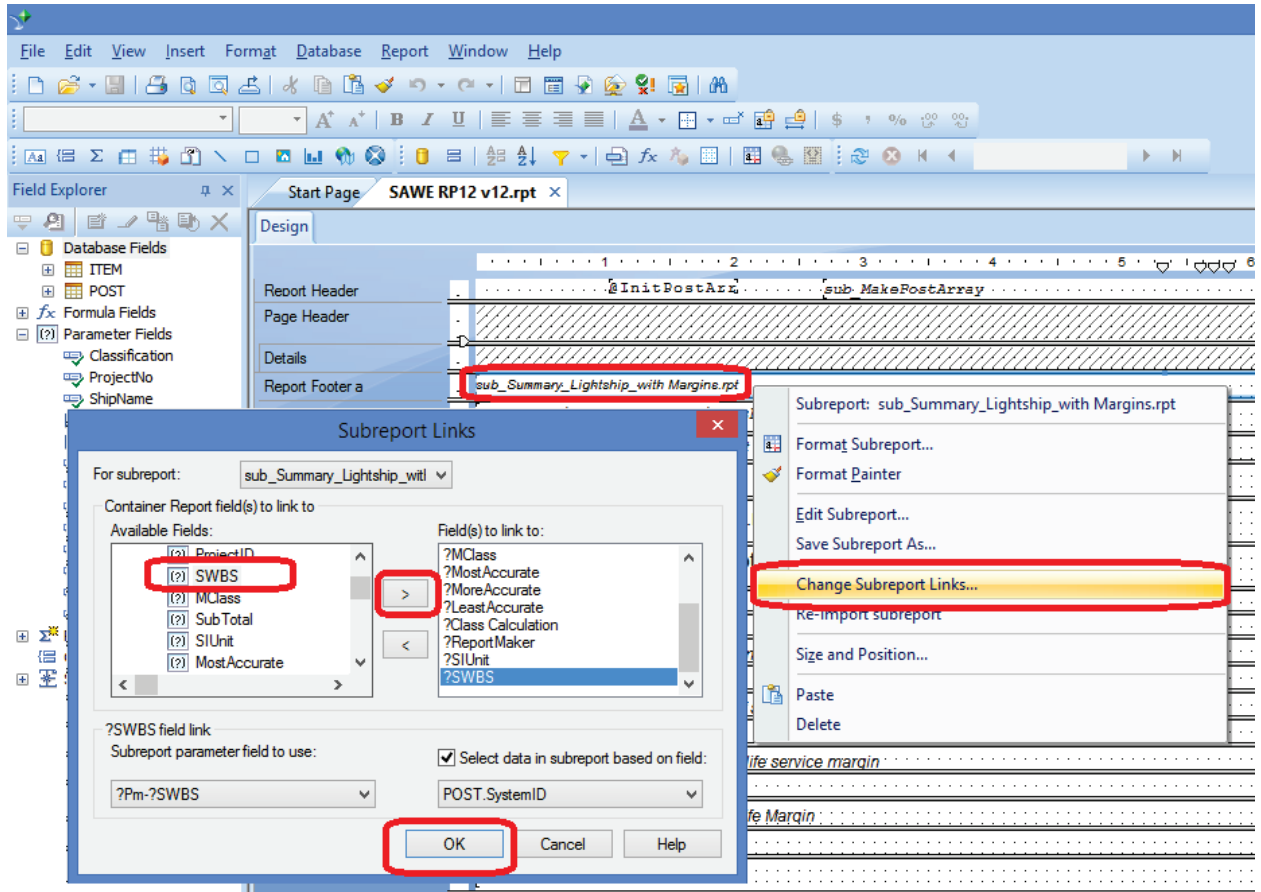 File Edit View Insert Format Database Report Window Help
B I U $ %
Field Explorer
Start Page SAWE RP12 v12.rpt
Design
Database Fields
ITEM
POST
Formula Fields
Parameter Fields
Classification
ProjectNo
ShipName
1 2 3 4 5 6
Report Header @InitPostArr sub_MakePostArray
Page Header
Details
Report Footer a sub_Summary_Lightship_with Margins.rpt
Subreport: sub_Summary_Lightship_with Margins.rpt
Format Subreport...
Format Painter
Edit Subreport...
Save Subreport As...
Change Subreport Links...
Re-Import subreport
Size and Position...
Paste
Delete
life service margin
fe Margin
Subreport Links
For subreport: sub_Summary_Lightship_witl
Container Report field(s) to link to
Available Fields:
ProjectID
SWBS
MClass
SubTotal
SIUnit
MostAccurate
>
<
Field(s) to link to:
?MClass
?MostAccurate
?MoreAccurate
?LeastAccurate
?Class Calculation
?ReportMaker
?SIUnit
?SWBS
?SWBS field link
Subreport parameter field to use:
?Pm-?SWBS
Select data in subreport based on field:
POST.SystemID
OK Cancel Help